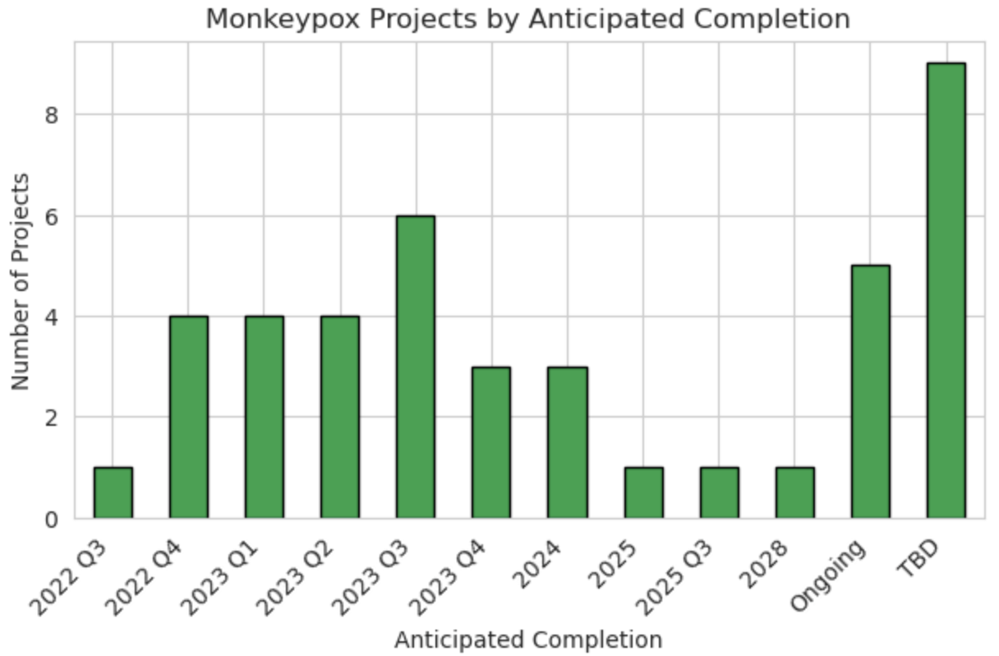 Monkeypox Projects by Anticipated Completion
Number of Projects
8
6
4
2
0
2022 Q3
2022 Q4
2023 Q1
2023 Q2
2023 Q3
2023 Q4
2024
2025
2025 Q3
2028
Ongoing
TBD
Anticipated Completion